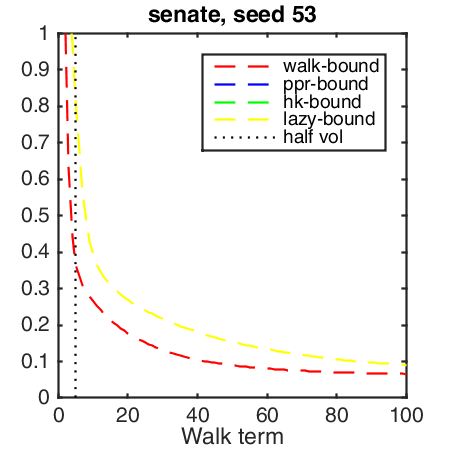 senate, seed 53
1
0.9
0.8
0.7
0.6
0.5
0.4
0.3
0.2
0.1
0
walk-bound
ppr-bound
hk-bound
lazy-bound
half vol
0 20 40 60 80 100
Walk term